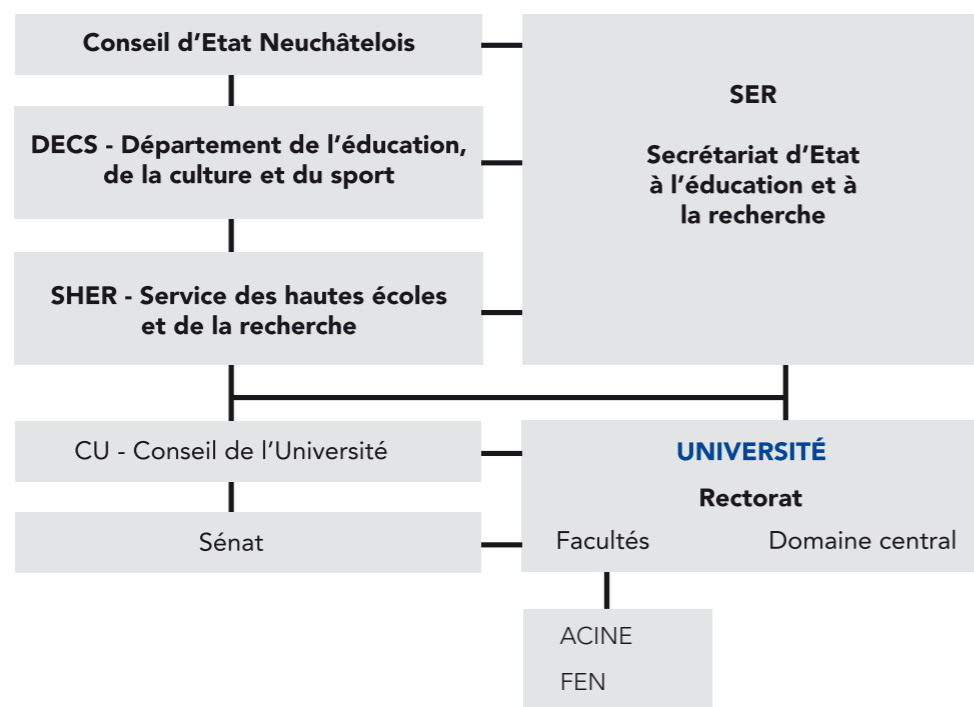 Conseil d’Etat Neuchâtelois
DECS - Département de l’éducation,
de la culture et du sport
SHER - Service des hautes écoles
et de la recherche
SER
Secrétariat d’Etat
à l’éducation et à
la recherche
CU - Conseil de l’Université
Sénat
UNIVERSITÉ
Rectorat
Facultés
Domaine central
ACINE
FEN